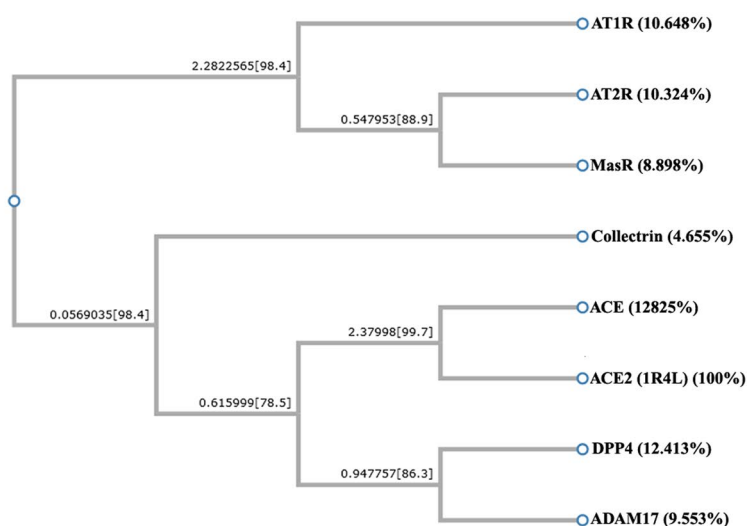 AT1R (10.648%)
2.2822565[98.4]
AT2R (10.324%)
0.547953[88.9]
MasR (8.898%)
Collectrin (4.655%)
ACE (12825%)
0.0569035[98.4]
2.37998[99.7]
ACE2 (1R4L) (100%)
0.615999[78.5]
DPP4 (12.413%)
0.947757[86.3]
ADAM17 (9.553%)